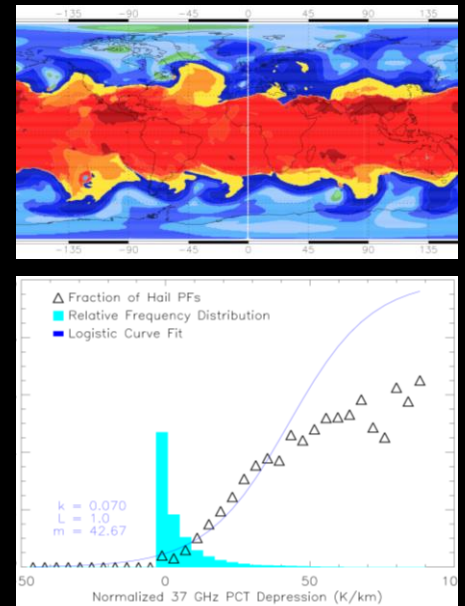 -135 -90 -45 0 45 90 135
-135 -90 -45 0 45 90 135
Fraction of Hail PFs
Relative Frequency Distribution
Logistic Curve Fit
k = 0.070
L = 1.0
m = 42.67
50 0 50 100
Normalized 37 GHz PCT Depression (K/km)